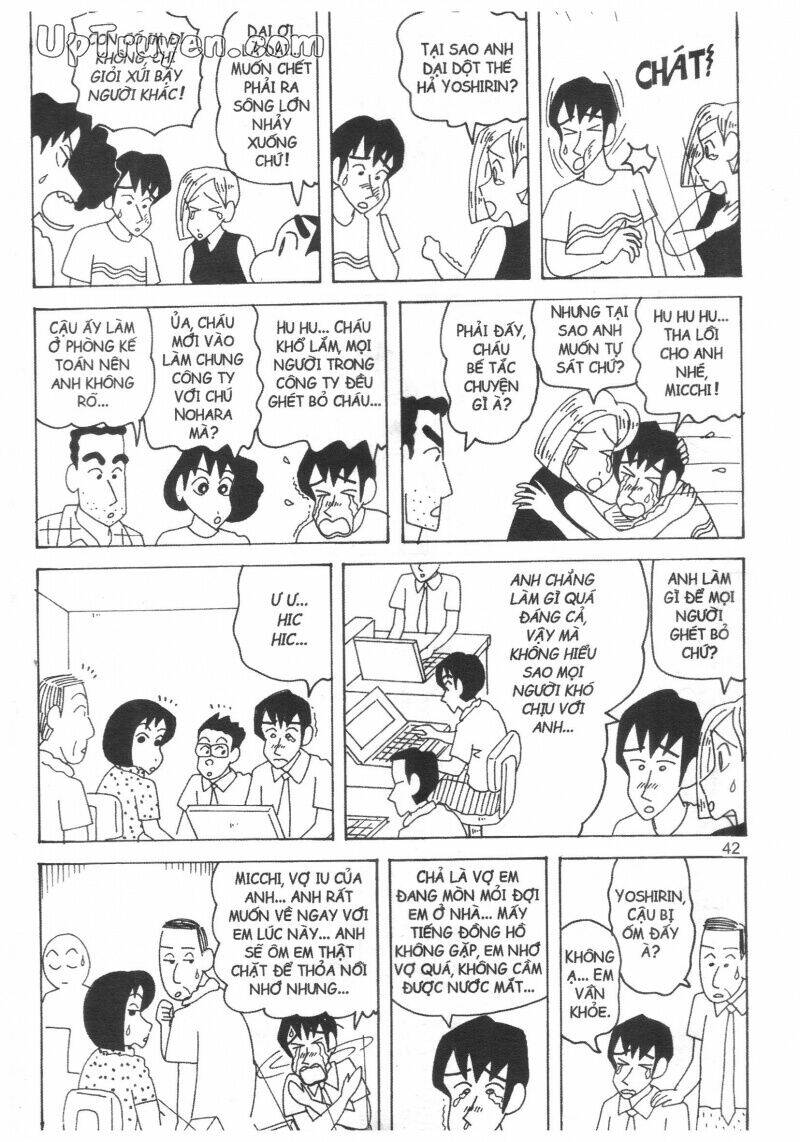 UpTruyen.com
CHÁT!
TẠI SAO ANH
DẠI DỘT THẾ
HẢ YOSHIRIN?
DẠI ƠI
LÀ DẠI...
MUỐN CHẾT
PHẢI RA
SÔNG LỚN
NHẢY
XUỐNG
CHỨ!
CON CÓ IM ĐI
KHÔNG, CHỈ
GIỎI XÚI BẬY
NGƯỜI KHÁC!
HU HU HU...
THA LỖI
CHO ANH
NHÉ,
MICCHI!
NHƯNG TẠI
SAO ANH
MUỐN TỰ
SÁT CHỨ?
PHẢI ĐẤY,
CHÁU
BẾ TẮC
CHUYỆN
GÌ À?
HU HU... CHÁU
KHỔ LẮM, MỌI
NGƯỜI TRONG
CÔNG TY ĐỀU
GHÉT BỎ CHÁU...
ỦA, CHÁU
MỚI VÀO
LÀM CHUNG
CÔNG TY
VỚI CHÚ
NOHARA
MÀ?
CẬU ẤY LÀM
Ở PHÒNG KẾ
TOÁN NÊN
ANH KHÔNG
RÕ...
ANH LÀM
GÌ ĐỂ MỌI
NGƯỜI
GHÉT BỎ
CHỨ?
ANH CHẲNG
LÀM GÌ QUÁ
ĐÁNG CẢ,
VẬY MÀ
KHÔNG HIỂU
SAO MỌI
NGƯỜI KHÓ
CHỊU VỚI
ANH...
Ư Ư...
HIC
HIC...
42
YOSHIRIN,
CẬU BỊ
ỐM ĐẤY
À?
KHÔNG
Ạ... EM
VẪN
KHỎE.
CHẢ LÀ VỢ EM
ĐANG MÒN MỎI ĐỢI
EM Ở NHÀ... MẤY
TIẾNG ĐỒNG HỒ
KHÔNG GẶP, EM NHỚ
VỢ QUÁ, KHÔNG CẦM
ĐƯỢC NƯỚC MẮT...
MICCHI, VỢ IU CỦA
ANH... ANH RẤT
MUỐN VỀ NGAY VỚI
EM LÚC NÀY... ANH
SẼ ÔM EM THẬT
CHẶT ĐỂ THỎA NỖI
NHỚ NHUNG...